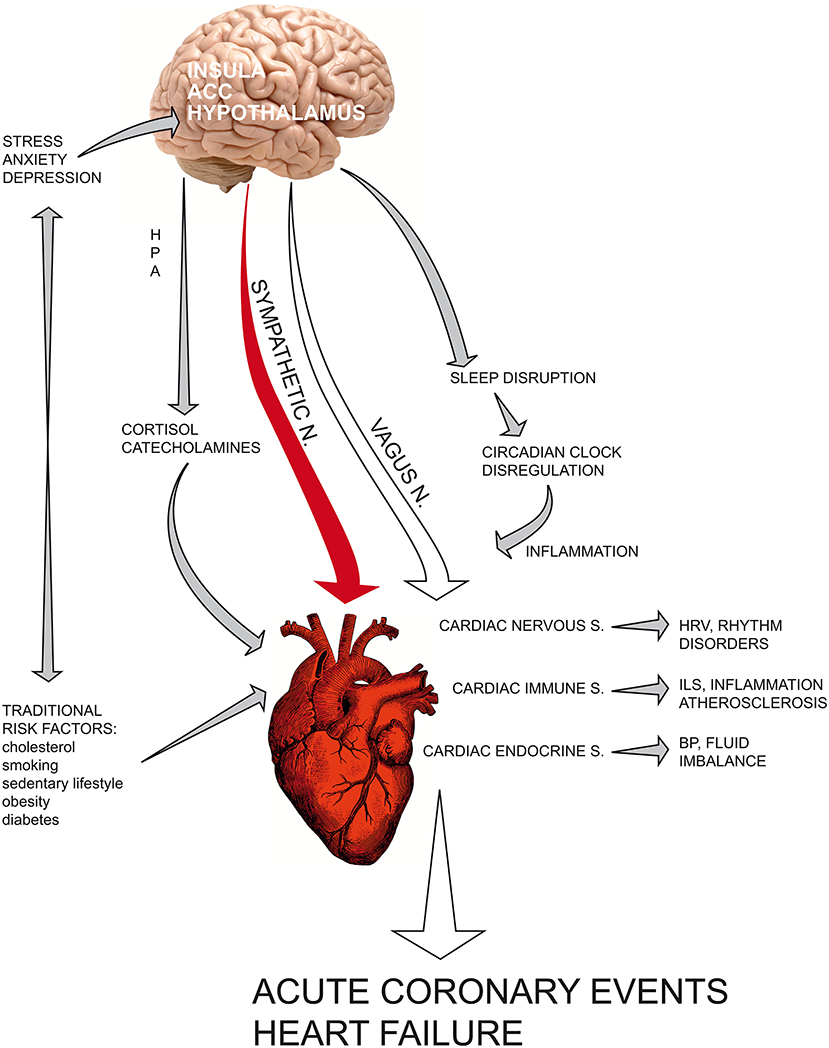 INSULA
ACC
HYPOTHALAMUS
STRESS
ANXIETY
DEPRESSION
H
P
A
SYMPATHETIC N.
VAGUS N.
SLEEP DISRUPTION
CORTISOL
CATECHOLAMINES
CIRCADIAN CLOCK
DISREGULATION
INFLAMMATION
CARDIAC NERVOUS S.
HRV, RHYTHM
DISORDERS
CARDIAC IMMUNE S.
ILS, INFLAMMATION
ATHEROSCLEROSIS
TRADITIONAL
RISK FACTORS:
cholesterol
smoking
sedentary lifestyle
obesity
diabetes
CARDIAC ENDOCRINE S.
BP, FLUID
IMBALANCE
ACUTE CORONARY EVENTS
HEART FAILURE